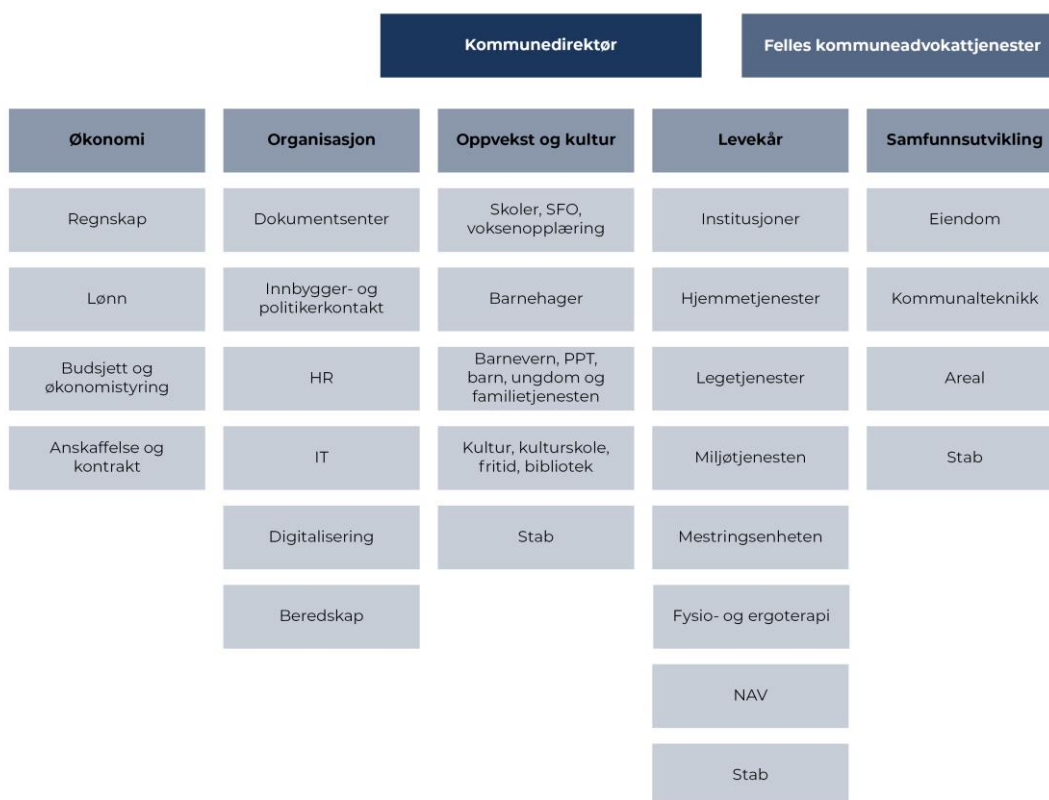 Kommunedirektør
Felles kommuneadvokattjenester
Økonomi
Regnskap
Lønn
Budsjett og
økonomistyring
Anskaffelse og
kontrakt
Organisasjon
Dokumentsenter
Innbygger- og
politikerkontakt
HR
IT
Digitalisering
Beredskap
Oppvekst og kultur
Skoler, SFO,
voksenopplæring
Barnehager
Barnevern, PPT,
barn, ungdom og
familietjenesten
Kultur, kulturskole,
fritid, bibliotek
Stab
Levekår
Institusjoner
Hjemmetjenester
Legetjenester
Miljøtjenesten
Mestringsenheten
Fysio- og ergoterapi
NAV
Stab
Samfunnsutvikling
Eiendom
Kommunalteknikk
Areal
Stab